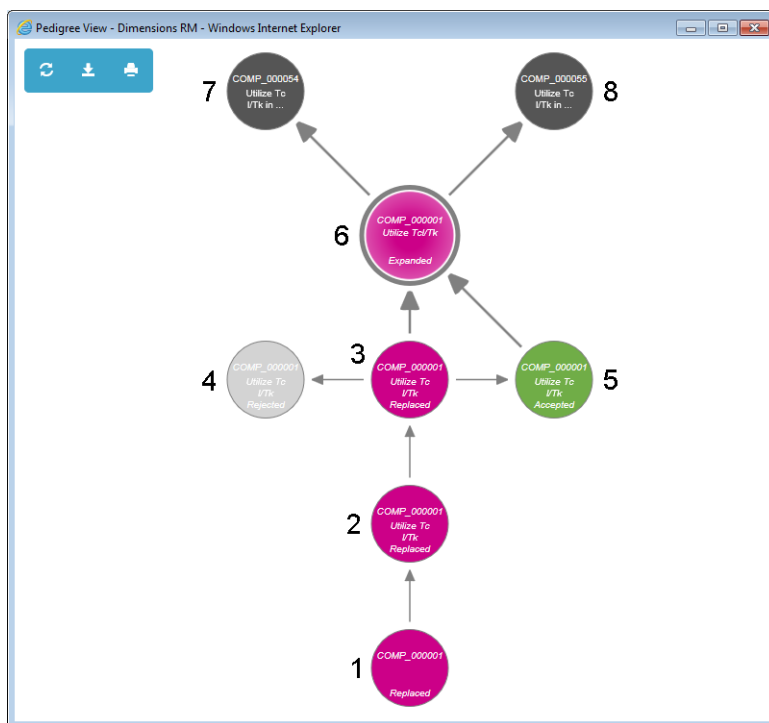 Pedigree View - Dimensions RM - Windows Internet Explorer
7
COMP_000054
Utilize Tc
l/Tk in ...
COMP_000055
Utilize Tc
l/Tk in ...
8
6
COMP_000001
Utilize Tcl/Tk
Expanded
4
COMP_000001
Utilize Tc
l/Tk
Rejected
3
COMP_000001
Utilize Tc
l/Tk
Replaced
COMP_000001
Utilize Tc
l/Tk
Accepted
5
2
COMP_000001
Utilize Tc
l/Tk
Replaced
1
COMP_000001
Replaced